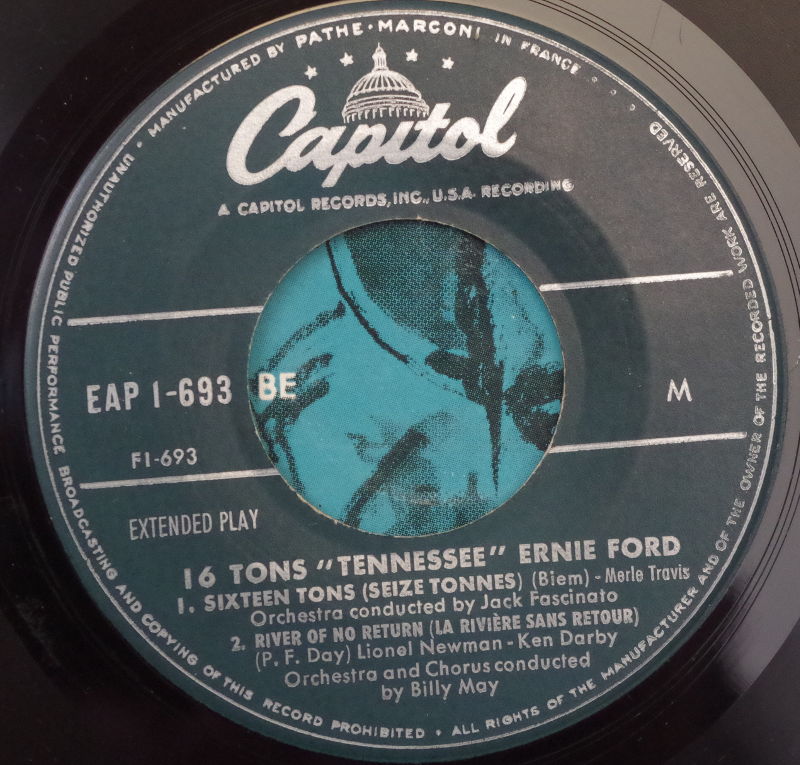 MANUFACTURED BY PATHE·MARCONI IN FRANCE
Capitol
A CAPITOL RECORDS, INC., U.S.A. RECORDING
EAP 1-693 BE
M
F1-693
EXTENDED PLAY
16 TONS "TENNESSEE" ERNIE FORD
1. SIXTEEN TONS (SEIZE TONNES) (Biem) - Merle Travis
Orchestra conducted by Jack Fascinato
2. RIVER OF NO RETURN (LA RIVIÈRE SANS RETOUR)
(P. F. Day) Lionel Newman - Ken Darby
Orchestra and Chorus conducted
by Billy May
UNAUTHORIZED PUBLIC PERFORMANCE BROADCASTING AND COPYING OF THIS RECORD PROHIBITED · ALL RIGHTS OF THE MANUFACTURER AND OF THE OWNER OF THE RECORDED WORK ARE RESERVED